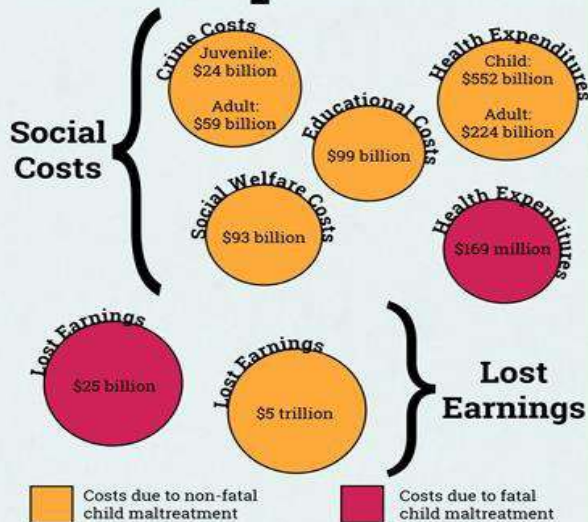 Crime Costs
Juvenile:
$24 billion
Adult:
$59 billion
Health Expenditures
Child:
$552 billion
Adult:
$224 billion
Educational Costs
$99 billion
Social
Costs
Social Welfare Costs
$93 billion
Health Expenditures
$169 million
Lost Earnings
$25 billion
Lost Earnings
$5 trillion
Lost
Earnings
Costs due to non-fatal
child maltreatment
Costs due to fatal
child maltreatment